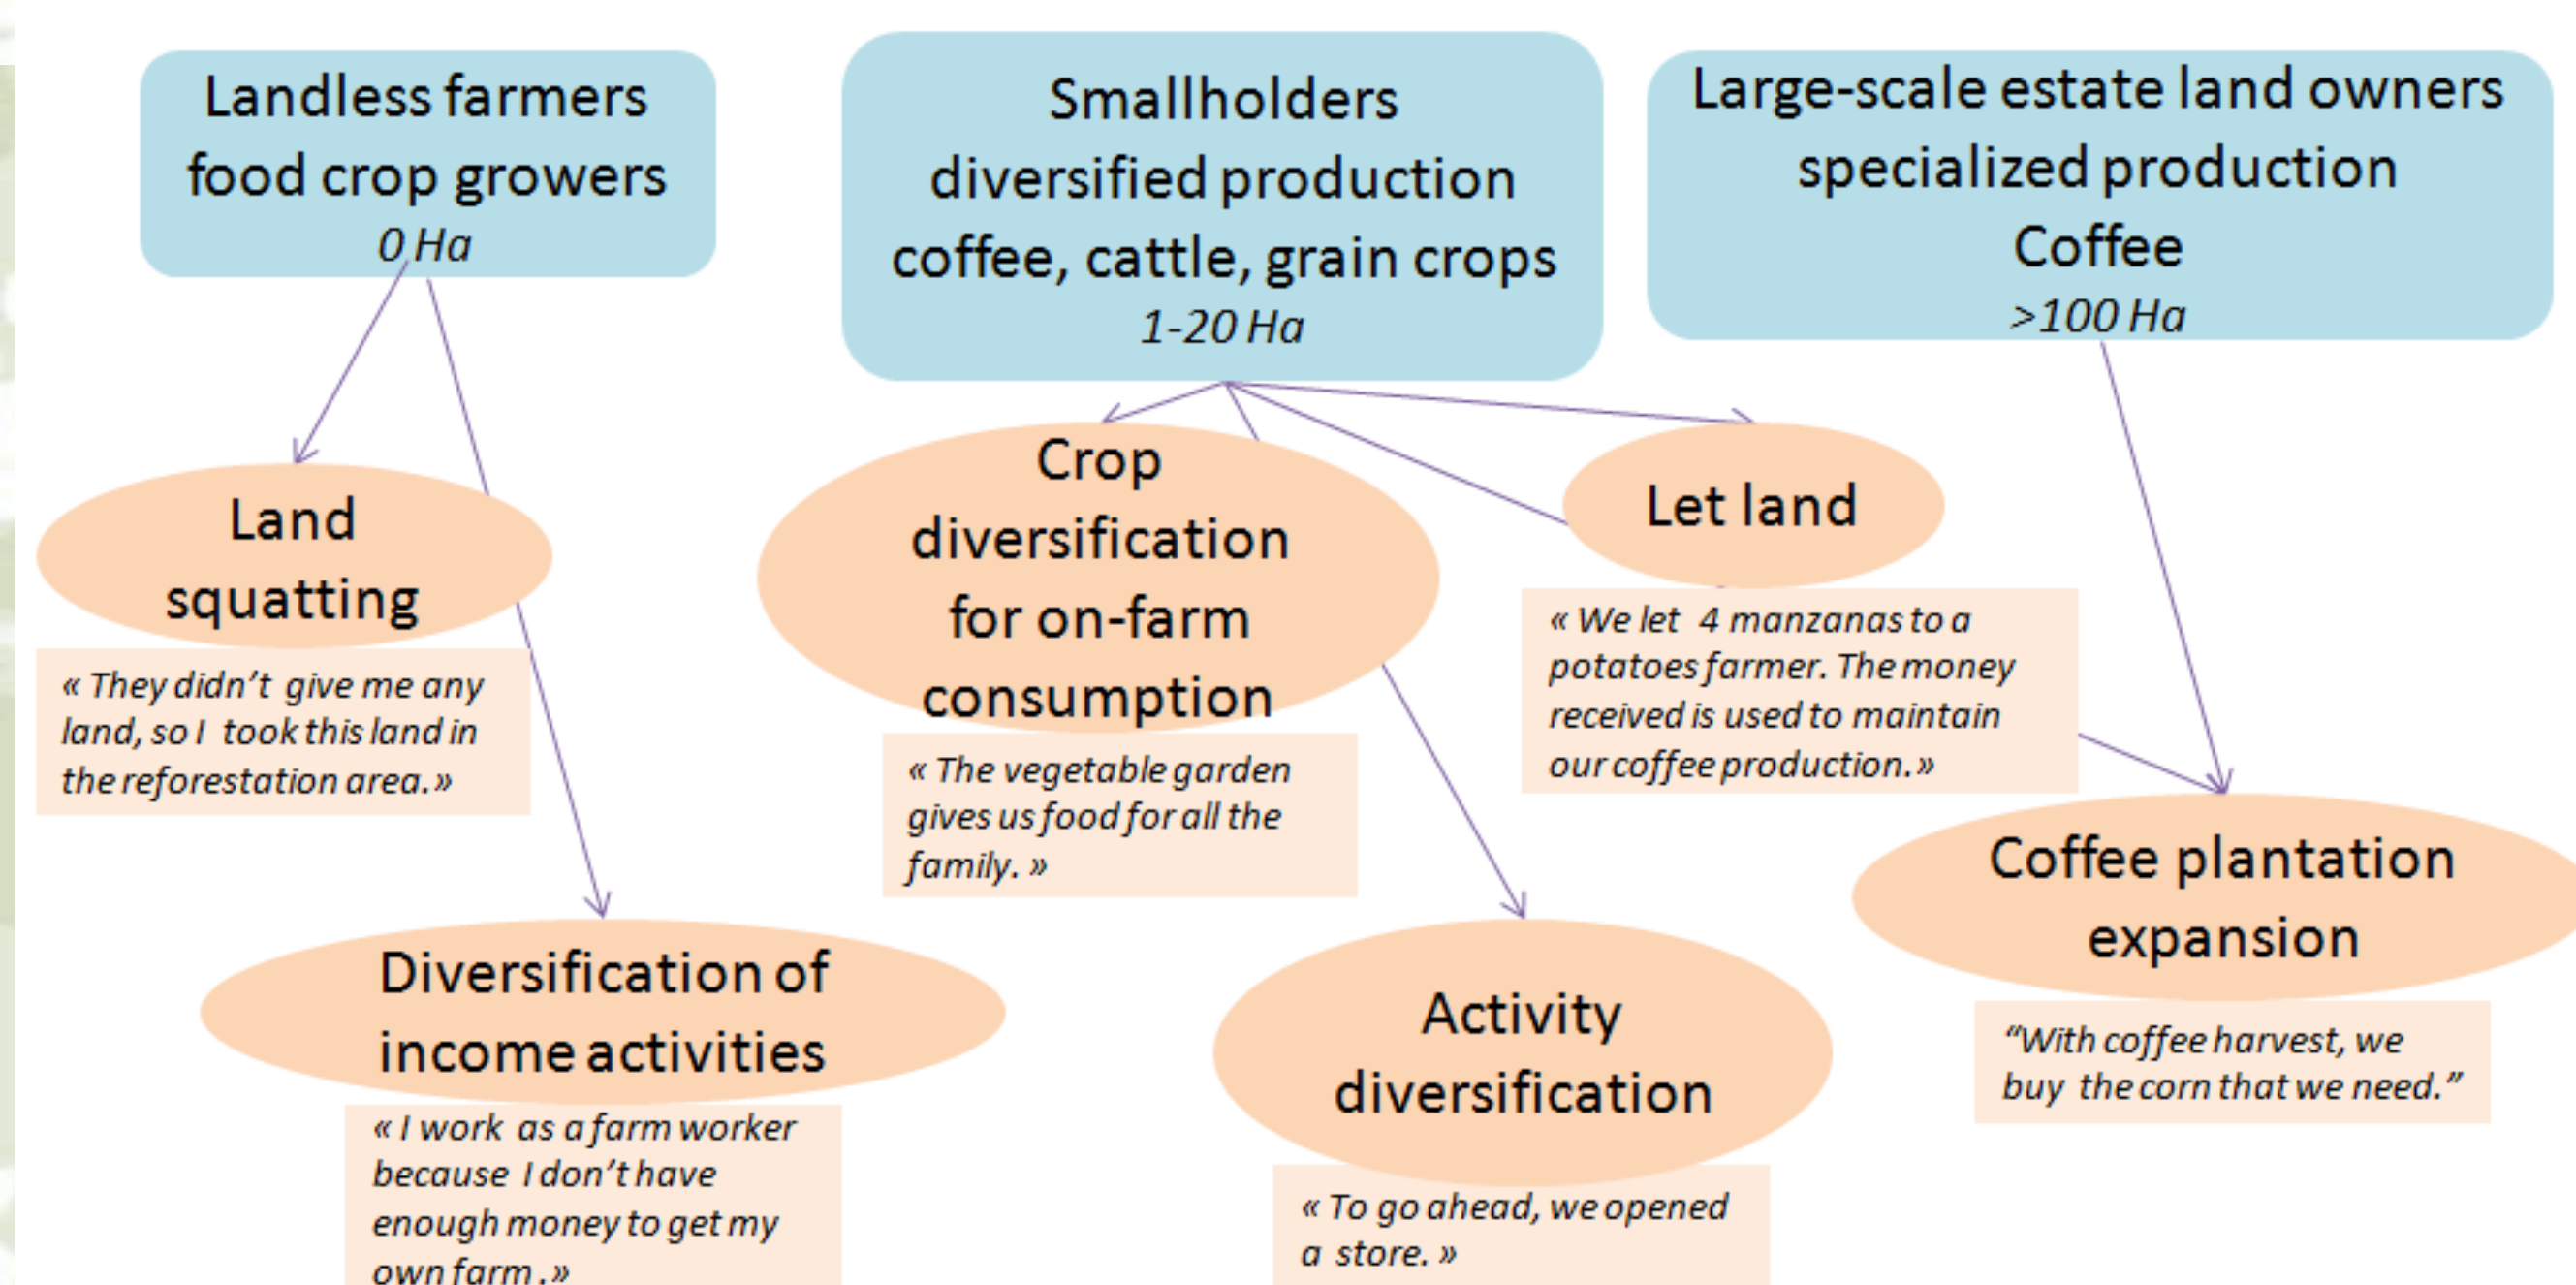 Landless farmers
food crop growers
0 Ha
Smallholders
diversified production
coffee, cattle, grain crops
1-20 Ha
Large-scale estate land owners
specialized production
Coffee
>100 Ha
Land
squatting
« They didn't give me any
land, so I took this land in
the reforestation area.»
Crop
diversification
for on-farm
consumption
« The vegetable garden
gives us food for all the
family. »
Let land
« We let 4 manzanas to a
potatoes farmer. The money
received is used to maintain
our coffee production.»
Coffee plantation
expansion
“With coffee harvest, we
buy the corn that we need.”
Diversification of
income activities
« I work as a farm worker
because I don't have
enough money to get my
own farm.»
Activity
diversification
« To go ahead, we opened
a store. »